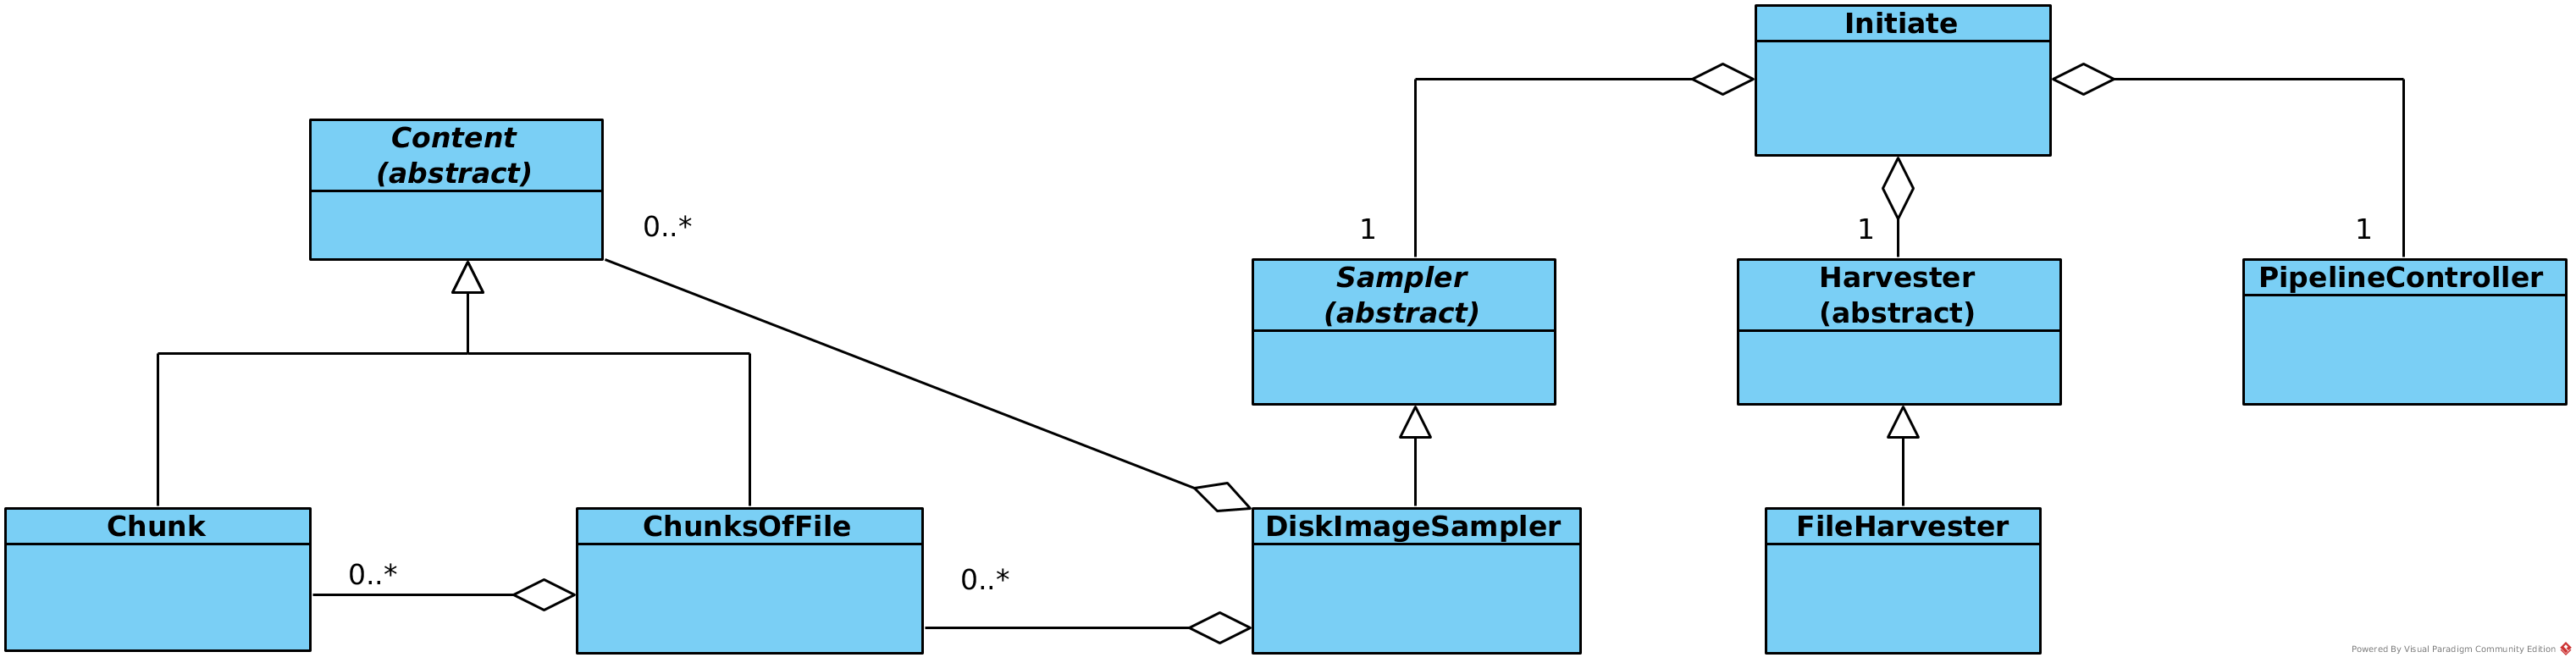 Initiate
Content
(abstract)
0..*
1
1
1
Sampler
(abstract)
Harvester
(abstract)
PipelineController
Chunk
ChunksOfFile
DiskImageSampler
FileHarvester
0..*
0..*
Powered By Visual Paradigm Community Edition